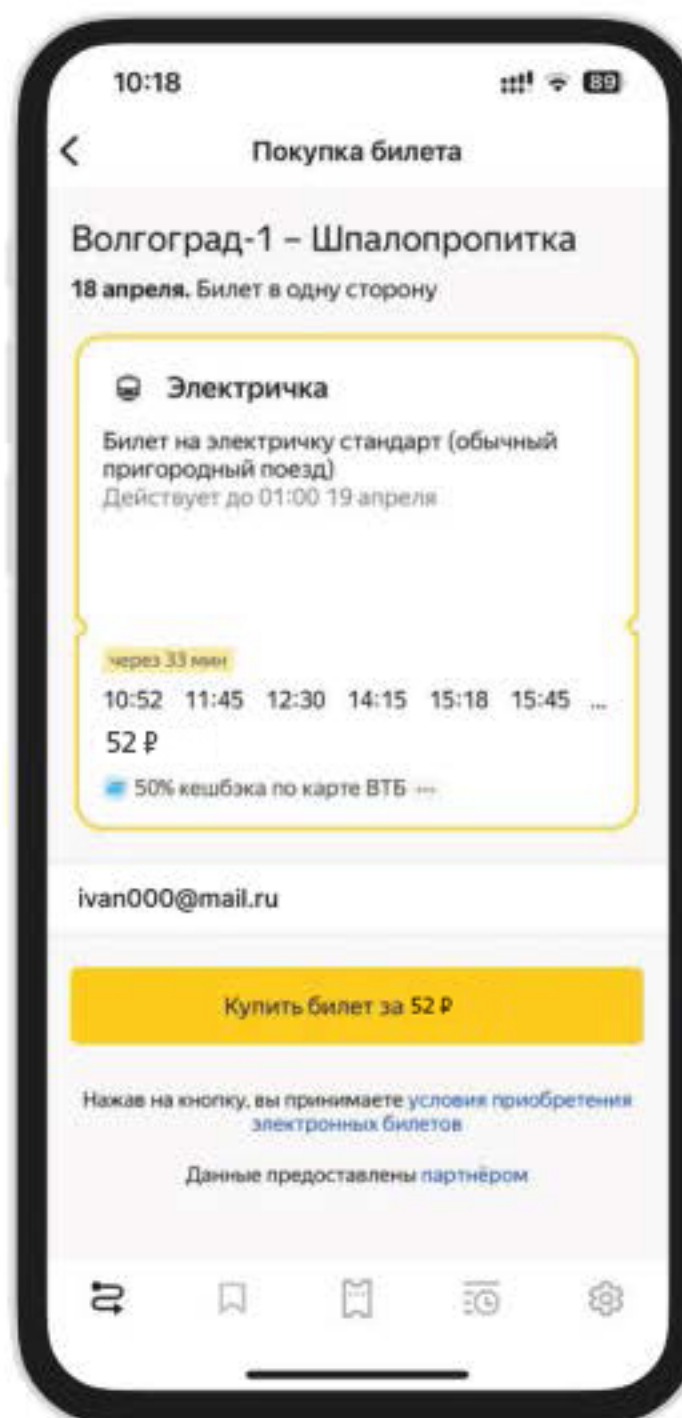 10:18
89
Покупка билета
Волгоград-1 – Шпалопропитка
18 апреля. Билет в одну сторону
Электричка
Билет на электричку стандарт (обычный
пригородный поезд)
Действует до 01:00 19 апреля
через 33 мин
10:52 11:45 12:30 14:15 15:18 15:45 ...
52 ₽
50% кешбэка по карте ВТБ ...
ivan000@mail.ru
Купить билет за 52 ₽
Нажав на кнопку, вы принимаете условия приобретения
электронных билетов
Данные предоставлены партнёром